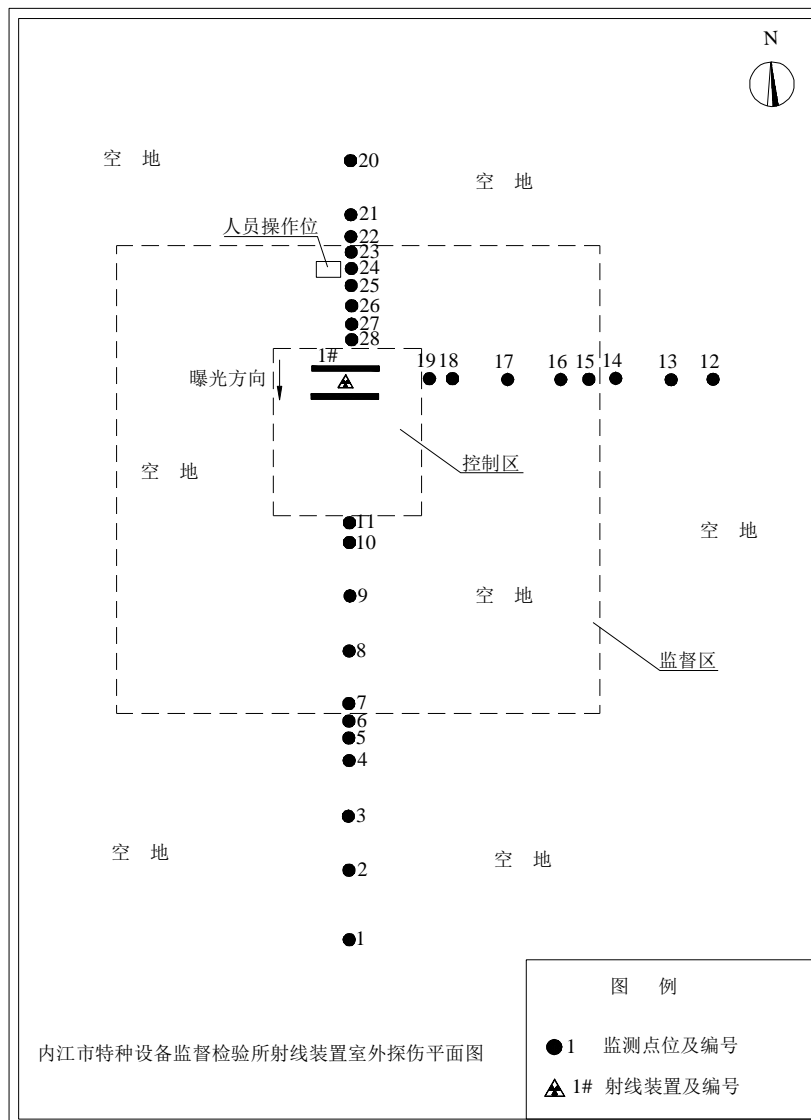 N
空 地
20
空 地
21
人员操作位
22
23
24
25
26
27
28
1#
19 18 17 16 15 14 13 12
曝光方向
控制区
空 地
11
10
空 地
9
空 地
8
监督区
7
6
5
4
3
空 地
空 地
2
1
图 例
1 监测点位及编号
1# 射线装置及编号
内江市特种设备监督检验所射线装置室外探伤平面图